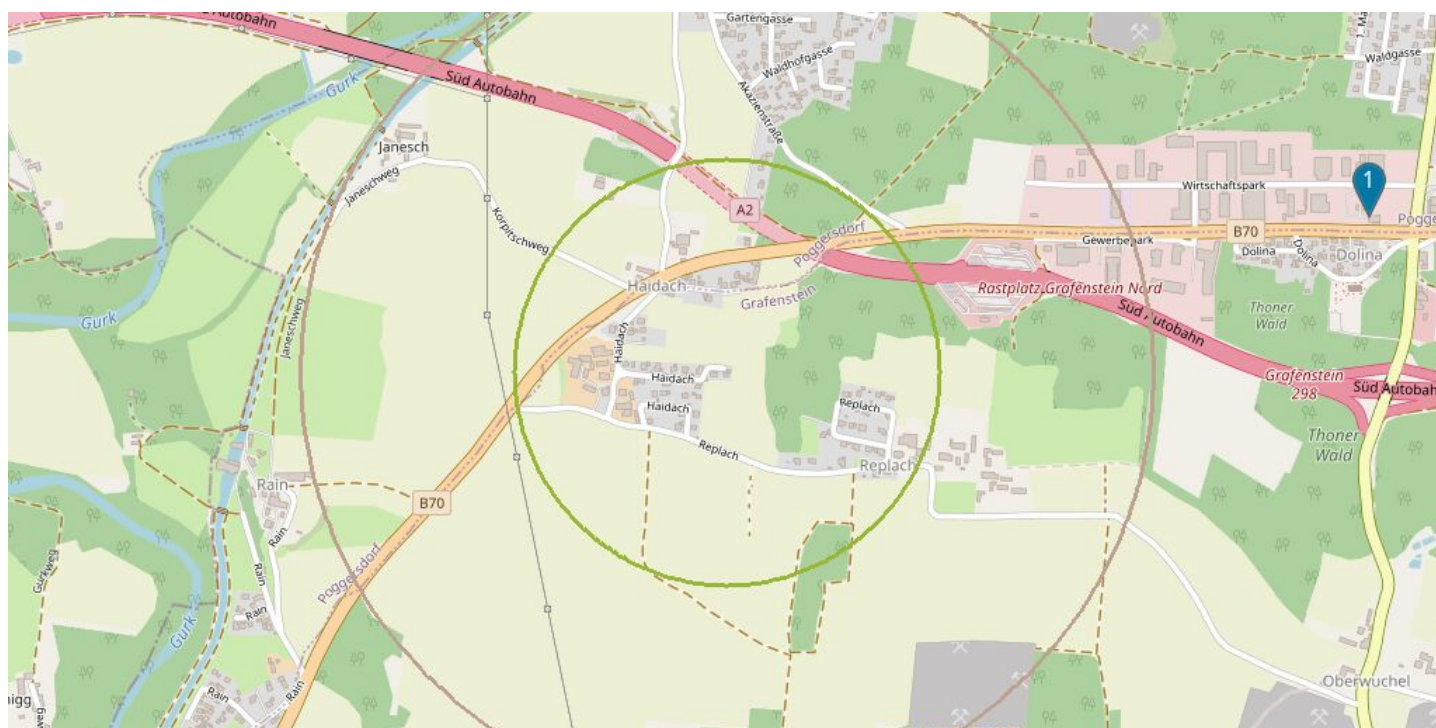 Autobahn
Gartengasse
Waldhofgasse
Akazienstraße
Waldgasse
Gurk
Süd Autobahn
Janesch
Janeschweg
Korpitschweg
A2
Poggersdorf
Wirtschaftspark
1
B70
Gewerbepark
Dolina
Dolina
Dolina
Haidach
Grafenstein
Rastplatz Grafenstein Nord
Gurk
Janeschweg
Süd Autobahn
Thoner
Wald
Haidach
Haidach
Haidach
Grafenstein
298
Süd Autobahn
Replach
Replach
Replach
Thoner
Wald
Rain
B70
Rain
Rain
Rain
Gurkweg
Poggersdorf
Gurk
Rain
Rain
Oberwuchel